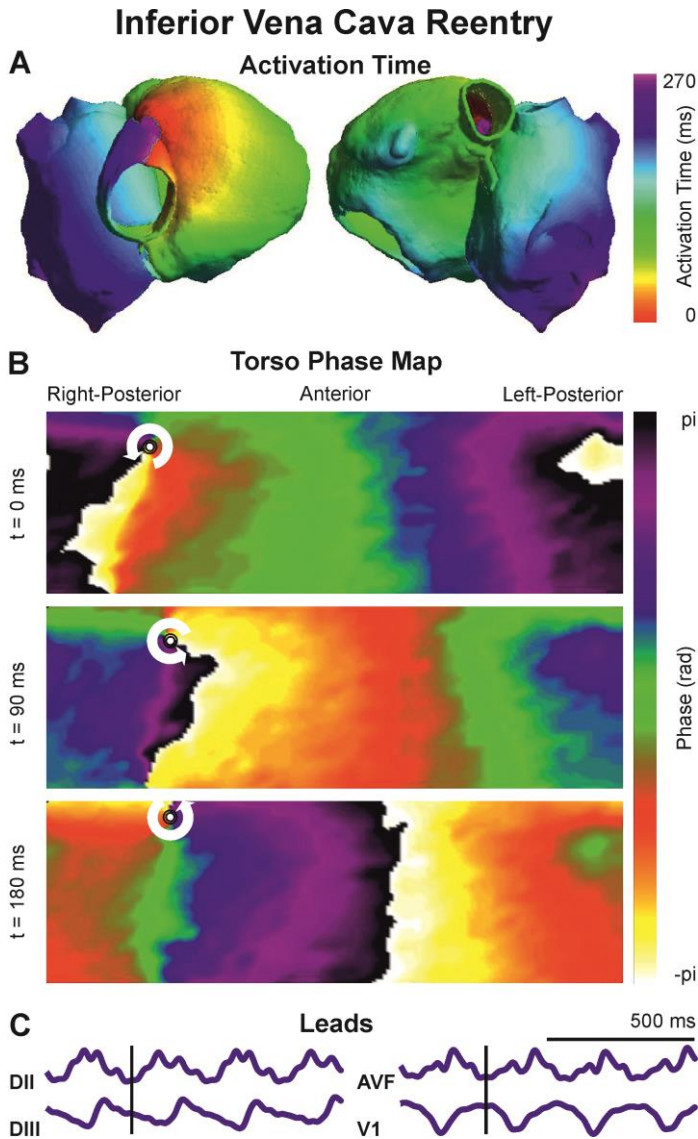 Inferior Vena Cava Reentry
A
Activation Time
270
Activation Time (ms)
0
B
Torso Phase Map
Right-Posterior
Anterior
Left-Posterior
t = 0 ms
t = 90 ms
t = 180 ms
pi
Phase (rad)
-pi
C
Leads
500 ms
DII
DIII
AVF
V1